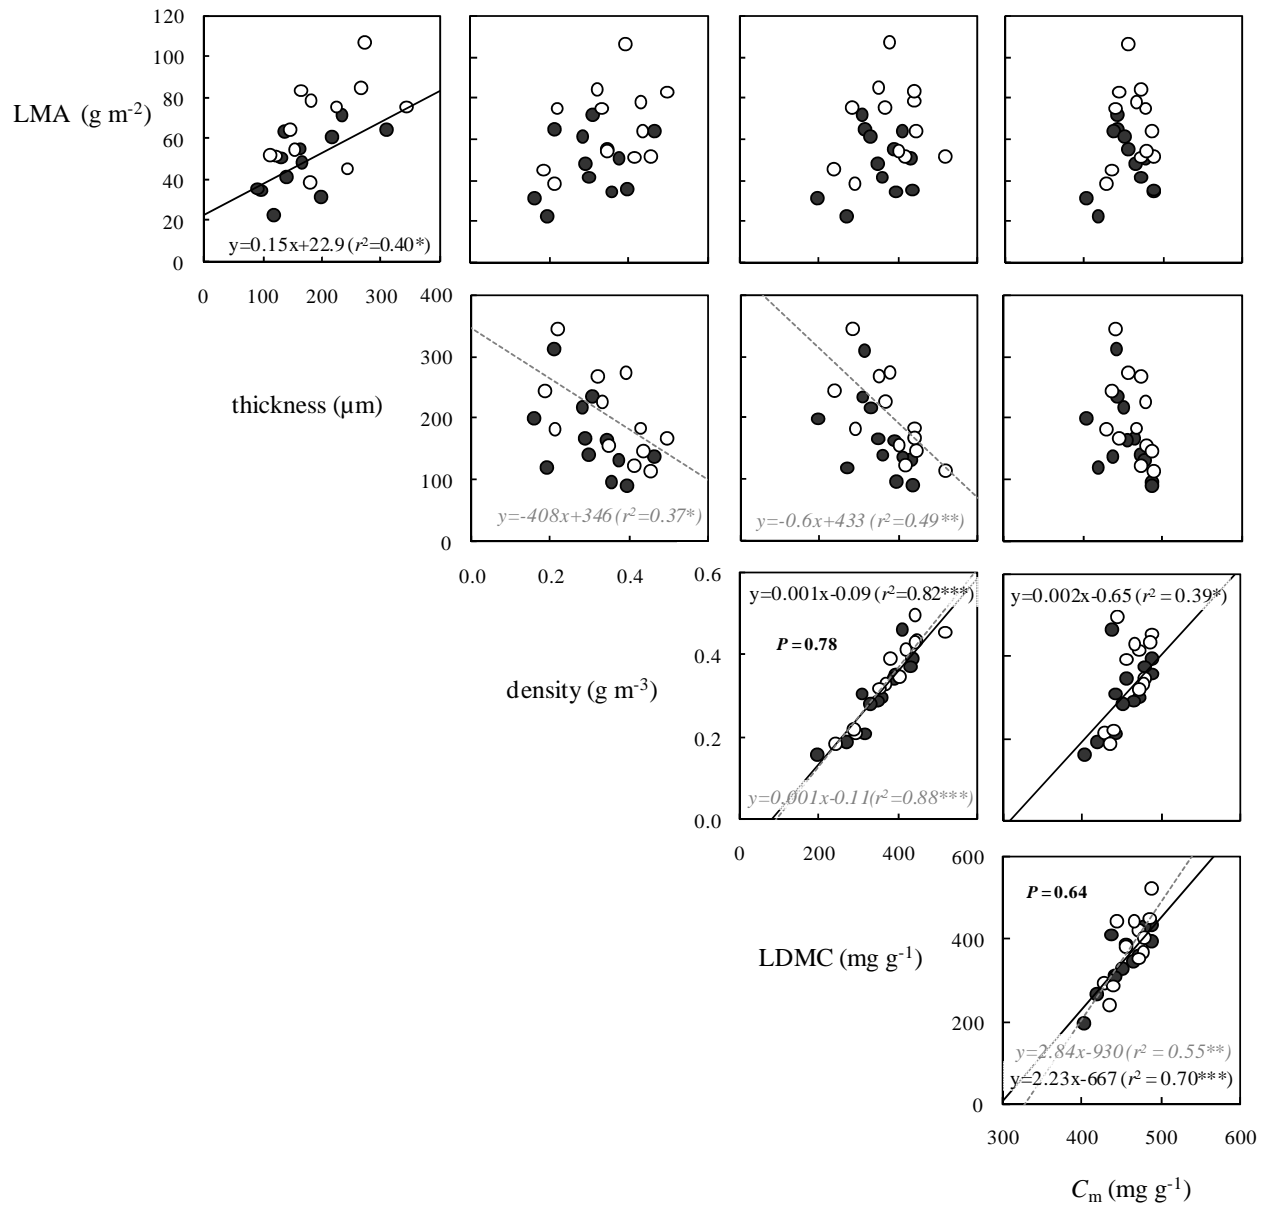 120
100
80
LMA (g m-2)
60
40
20
y=0.15x+22.9 (r2=0.40*)
0
0 100 200 300
400
300
thickness (µm)
200
100
y=-408x+346 (r2=0.37*)
y=-0.6x+433 (r2=0.49**)
0
0.0 0.2 0.4
0.6
y=0.001x-0.09 (r2=0.82***)
y=0.002x-0.65 (r2 = 0.39*)
P = 0.78
0.4
density (g m-3)
0.2
y=0.001x-0.11(r2=0.88***)
0.0
0 200 400
600
P = 0.64
400
LDMC (mg g-1)
200
y=2.84x-930 (r2 = 0.55**)
y=2.23x-667 (r2 = 0.70***)
0
300 400 500 600
Cm (mg g-1)